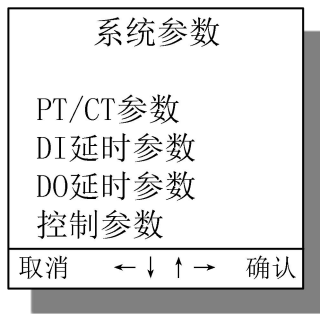 系统参数
PT/CT参数
DI延时参数
DO延时参数
控制参数
取消 ←↓ ↑→ 确认